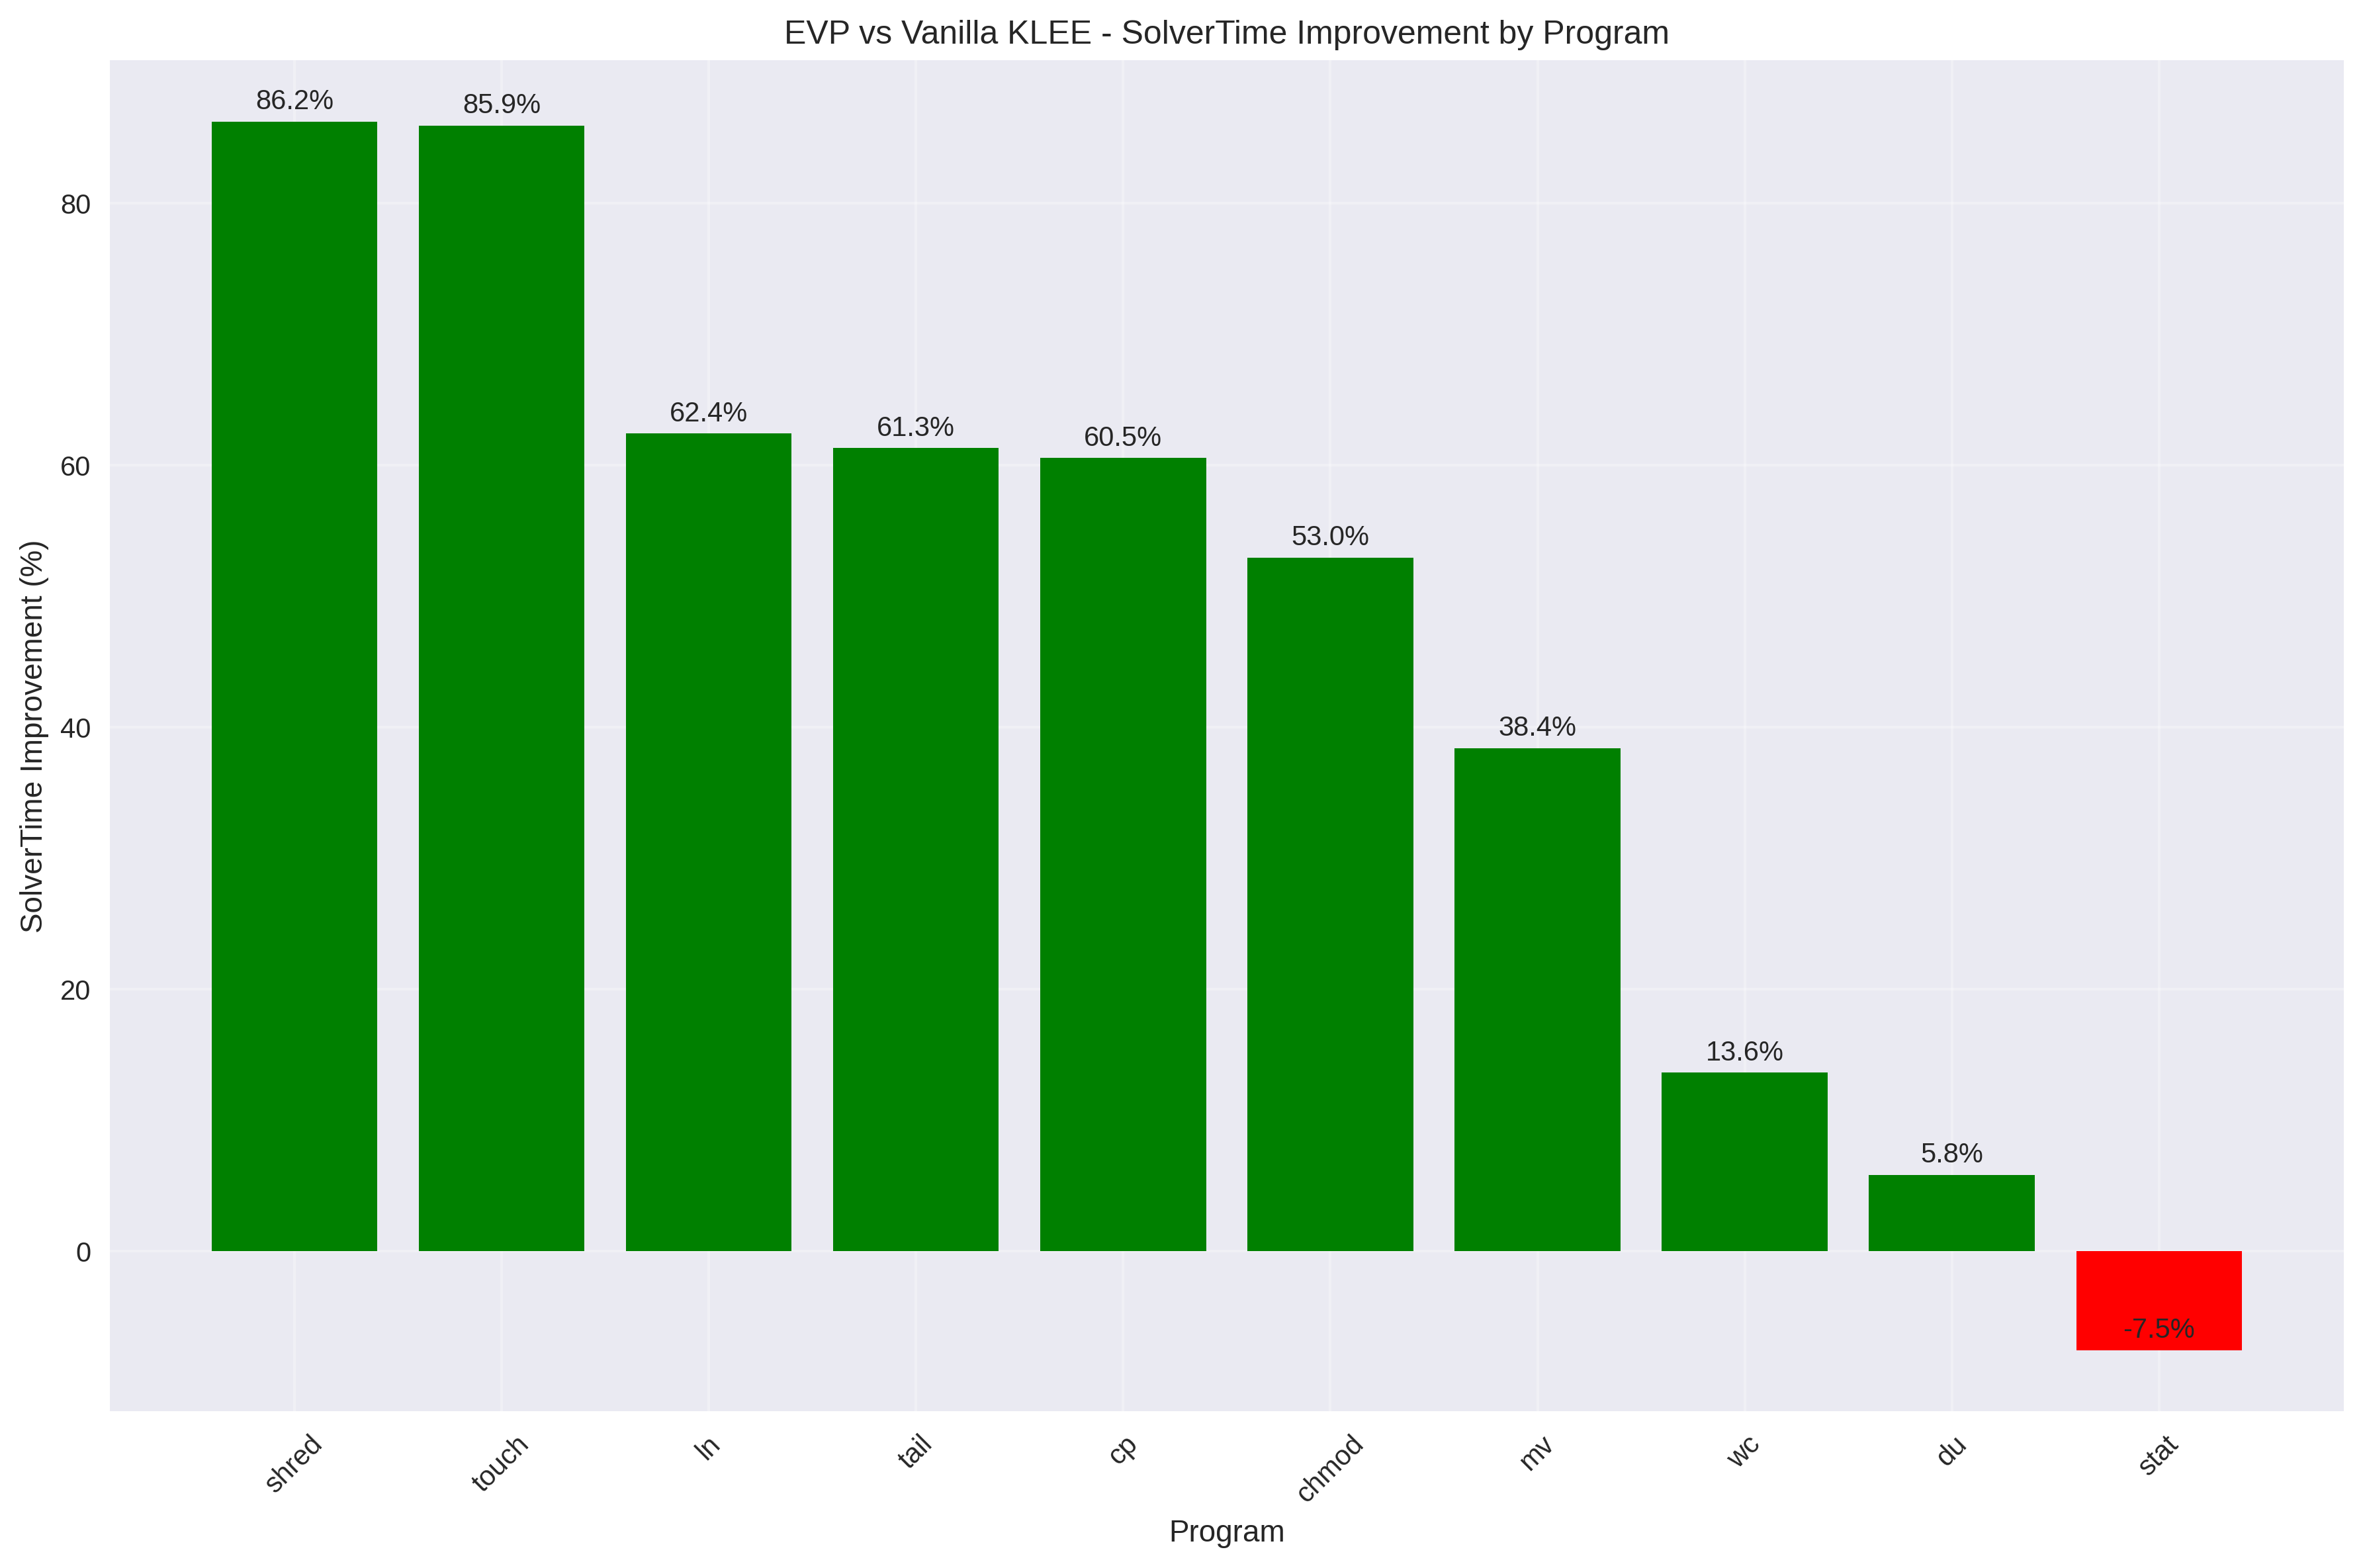 EVP vs Vanilla KLEE - SolverTime Improvement by Program
SolverTime Improvement (%)
80
60
40
20
0
86.2%
85.9%
62.4%
61.3%
60.5%
53.0%
38.4%
13.6%
5.8%
-7.5%
shred
touch
ln
tail
cp
chmod
mv
wc
du
stat
Program